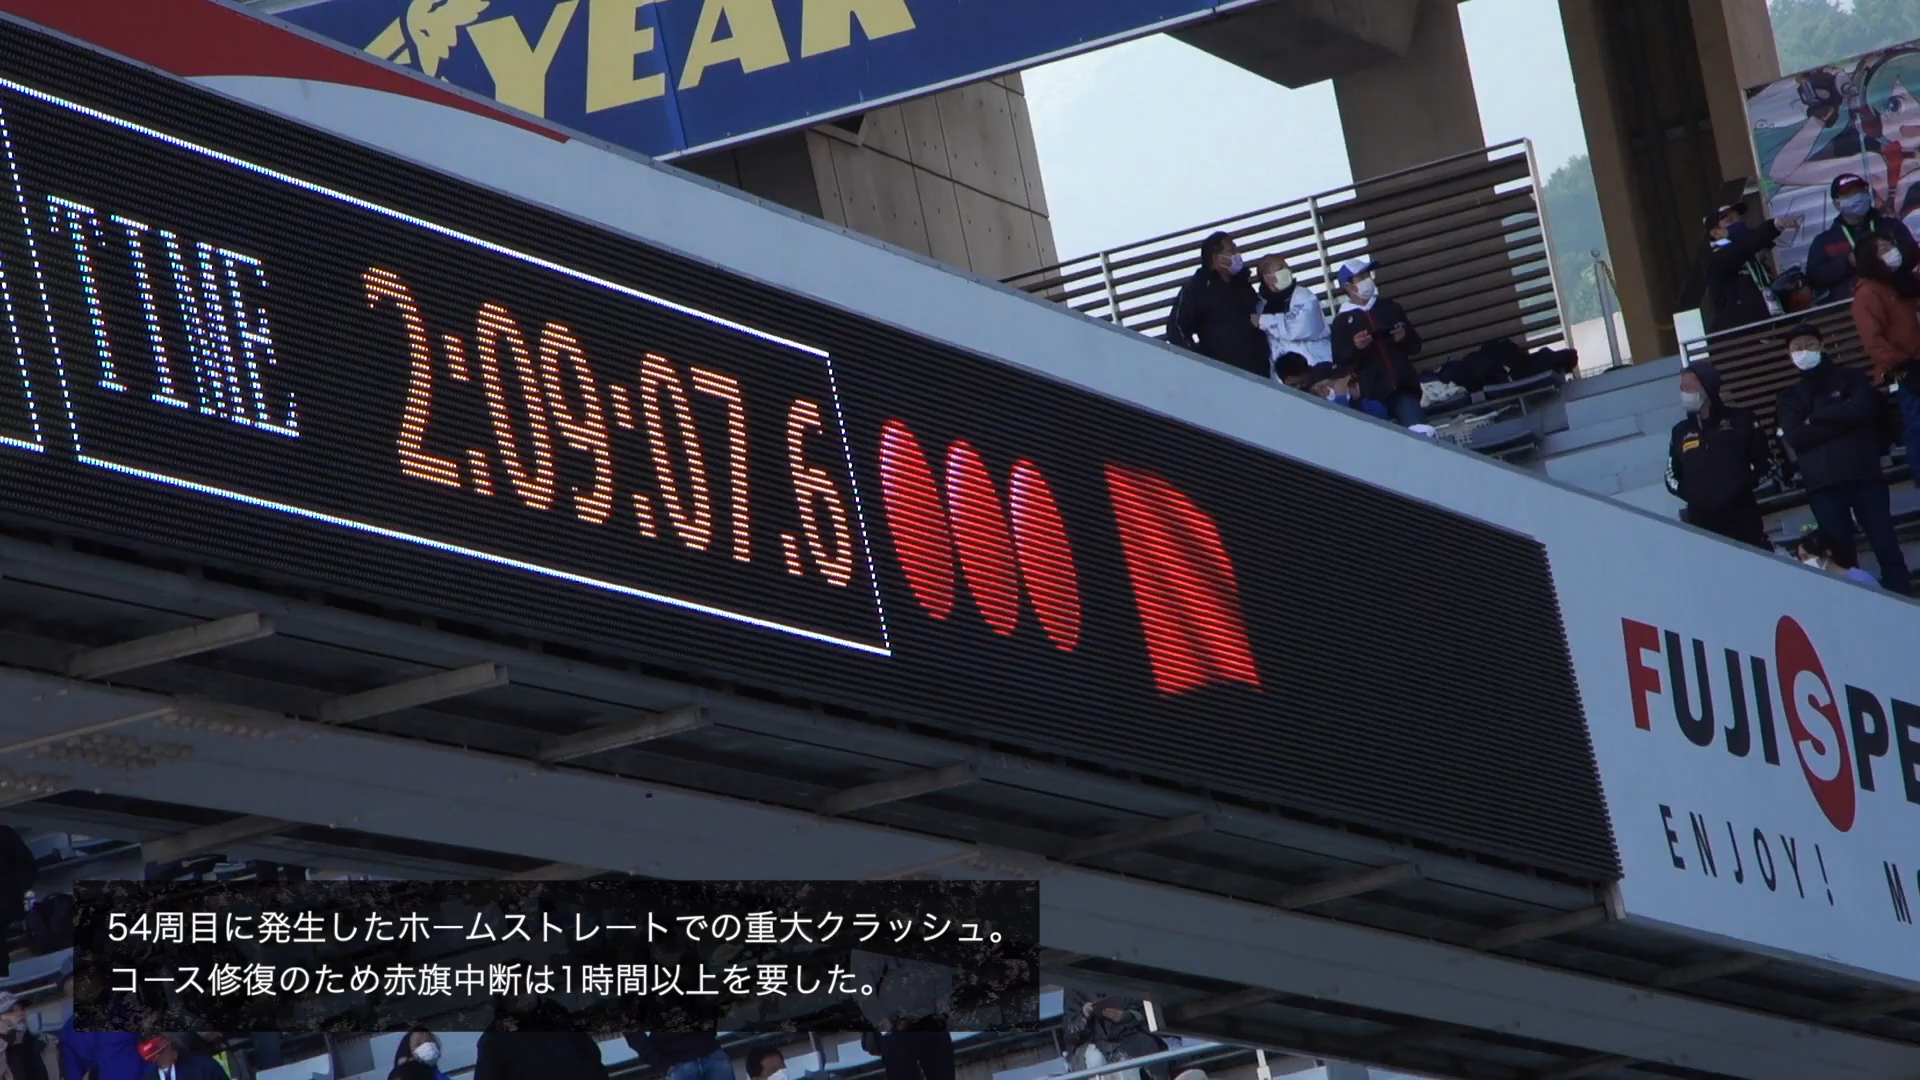 YEAR
TIME 2:09:07.6
FUJI SPE
ENJOY! M
54周目に発生したホームストレートでの重大クラッシュ。
コース修復のため赤旗中断は1時間以上を要した。